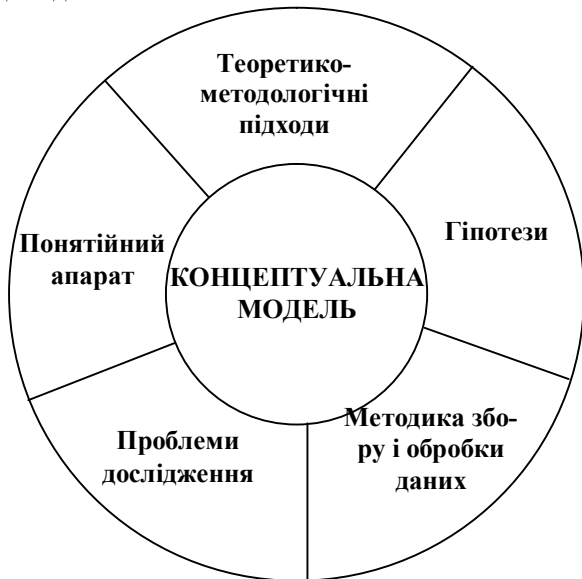 Теоретико-
методологічні
підходи
Гіпотези
Понятійний
апарат
КОНЦЕПТУАЛЬНА
МОДЕЛЬ
Методика збо-
ру і обробки
даних
Проблеми
дослідження